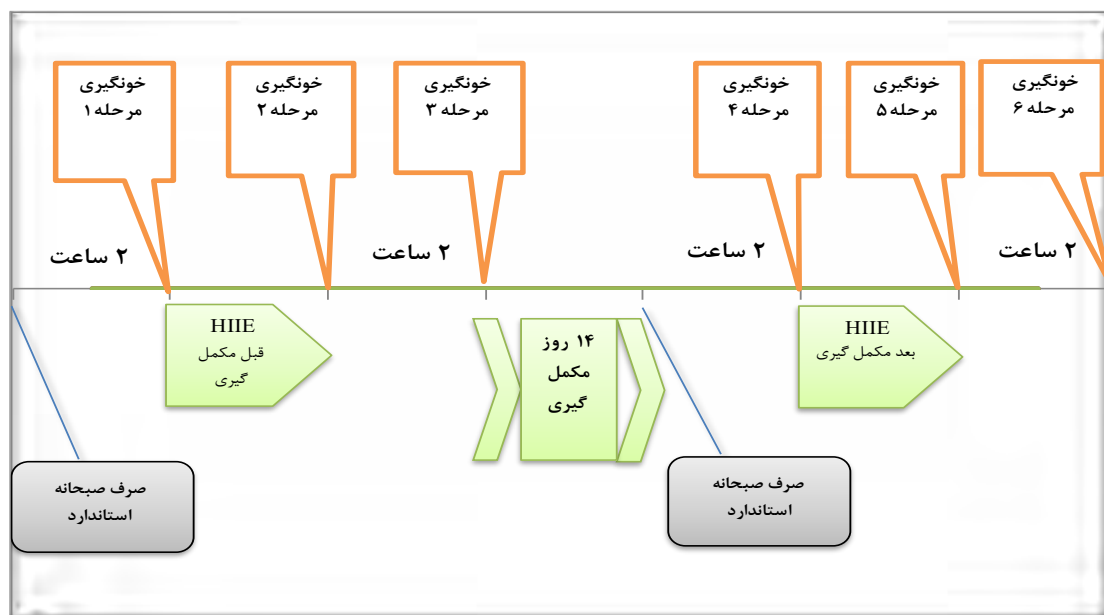 خونگیری
مرحله ۱
خونگیری
مرحله ۲
خونگیری
مرحله ۳
خونگیری
مرحله ۴
خونگیری
مرحله ۵
خونگیری
مرحله ۶
۲ ساعت
۲ ساعت
۲ ساعت
۲ ساعت
HIIE
قبل مکمل
گیری
۱۴ روز
مکمل
گیری
HIIE
بعد مکمل گیری
صرف صبحانه
استاندارد
صرف صبحانه
استاندارد